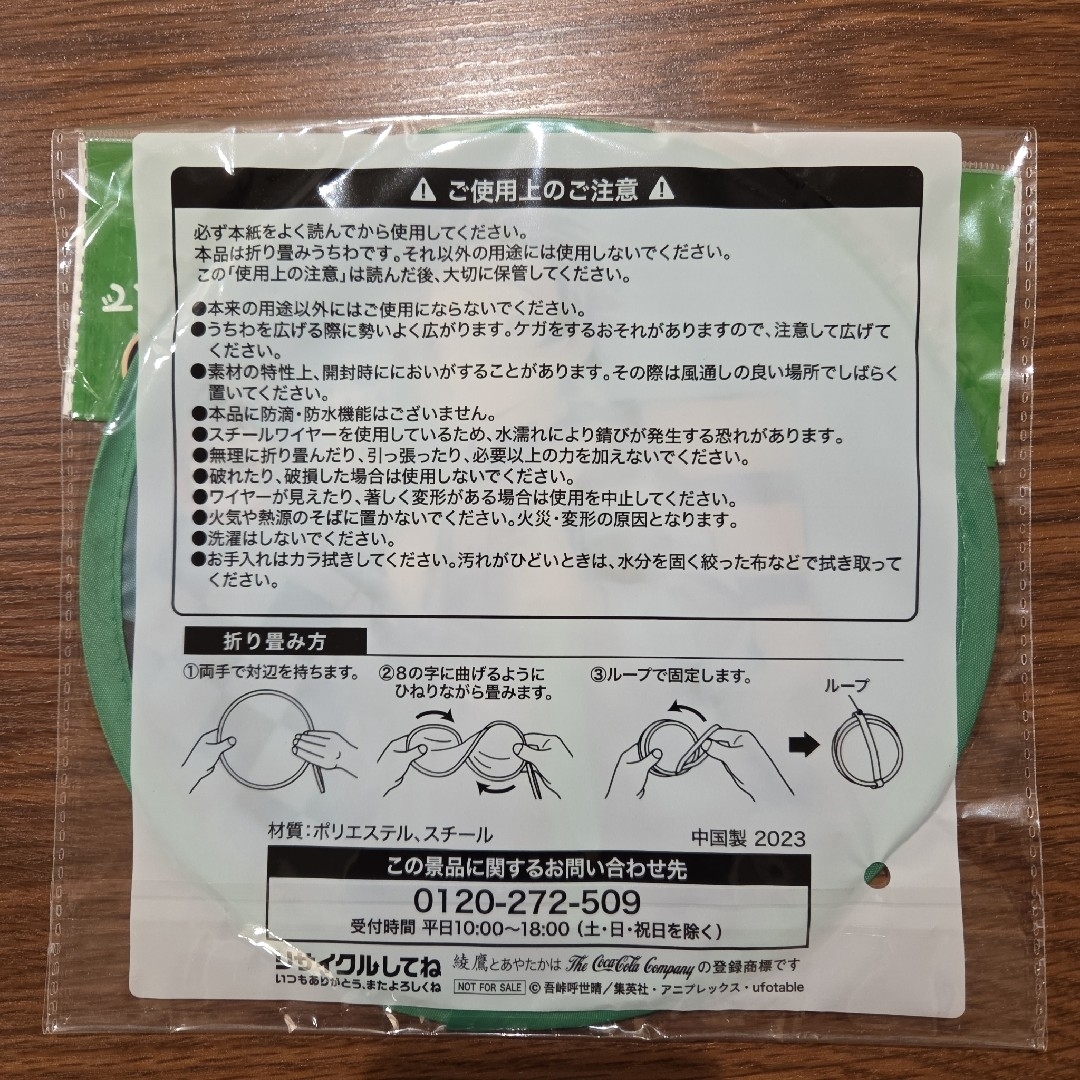 ⚠ ご使用上のご注意 ⚠
必ず本紙をよく読んでから使用してください。
本品は折り畳みうちわです。それ以外の用途には使用しないでください。
この「使用上の注意」は読んだ後、大切に保管してください。
●本来の用途以外にはご使用にならないでください。
●うちわを広げる際に勢いよく広がります。ケガをするおそれがありますので、注意して広げて
ください。
●素材の特性上、開封時ににおいがすることがあります。その際は風通しの良い場所でしばらく
置いてください。
●本品に防滴・防水機能はございません。
●スチールワイヤーを使用しているため、水濡れにより錆びが発生する恐れがあります。
●無理に折り畳んだり、引っ張ったり、必要以上の力を加えないでください。
●破れたり、破損した場合は使用しないでください。
●ワイヤーが見えたり、著しく変形がある場合は使用を中止してください。
●火気や熱源のそばに置かないでください。火災・変形の原因となります。
●洗濯はしないでください。
●お手入れはカラ拭きしてください。汚れがひどいときは、水分を固く絞った布などで拭き取って
ください。
折り畳み方
①両手で対辺を持ちます。
②8の字に曲げるように
ひねりながら畳みます。
③ループで固定します。
ループ
材質：ポリエステル、スチール
中国製 2023
この景品に関するお問い合わせ先
0120-272-509
受付時間 平日10:00〜18:00（土・日・祝日を除く）
リサイクルしてね
いつもありがとう、またよろしくね
綾鷹とあやたかは The Coca-Cola Company の登録商標です
NOT FOR SALE ©吾峠呼世晴／集英社・アニプレックス・ufotable